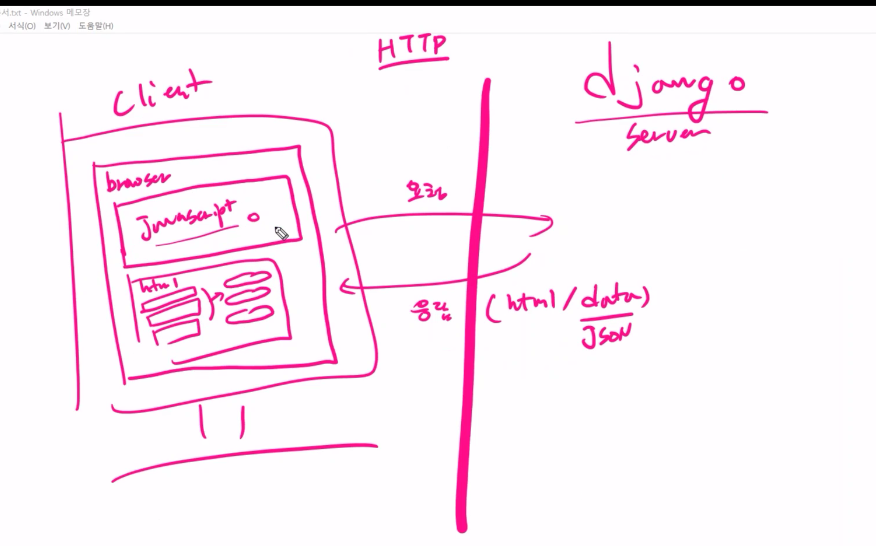 서.txt - Windows 메모장
서식(O) 보기(V) 도움말(H)
HTTP
Client
django
server
browser
Javascript
요청
html
응답
(html / data)
JSON